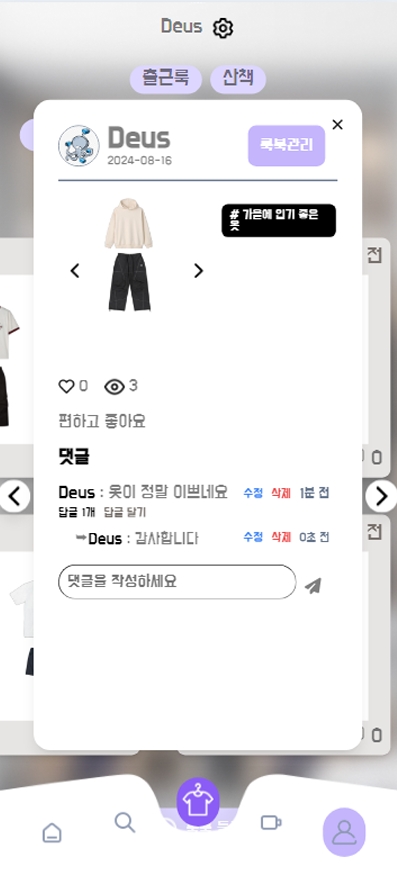 Deus
출근룩 산책
Deus
2024-08-16
룩북관리
# 가을에 입기 좋은
옷
전
0 3
0
편하고 좋아요
댓글
Deus : 옷이 정말 이쁘네요 수정 삭제 1분 전
답글 1개 답글 달기
Deus : 감사합니다 수정 삭제 0초 전
댓글을 작성하세요
전
0